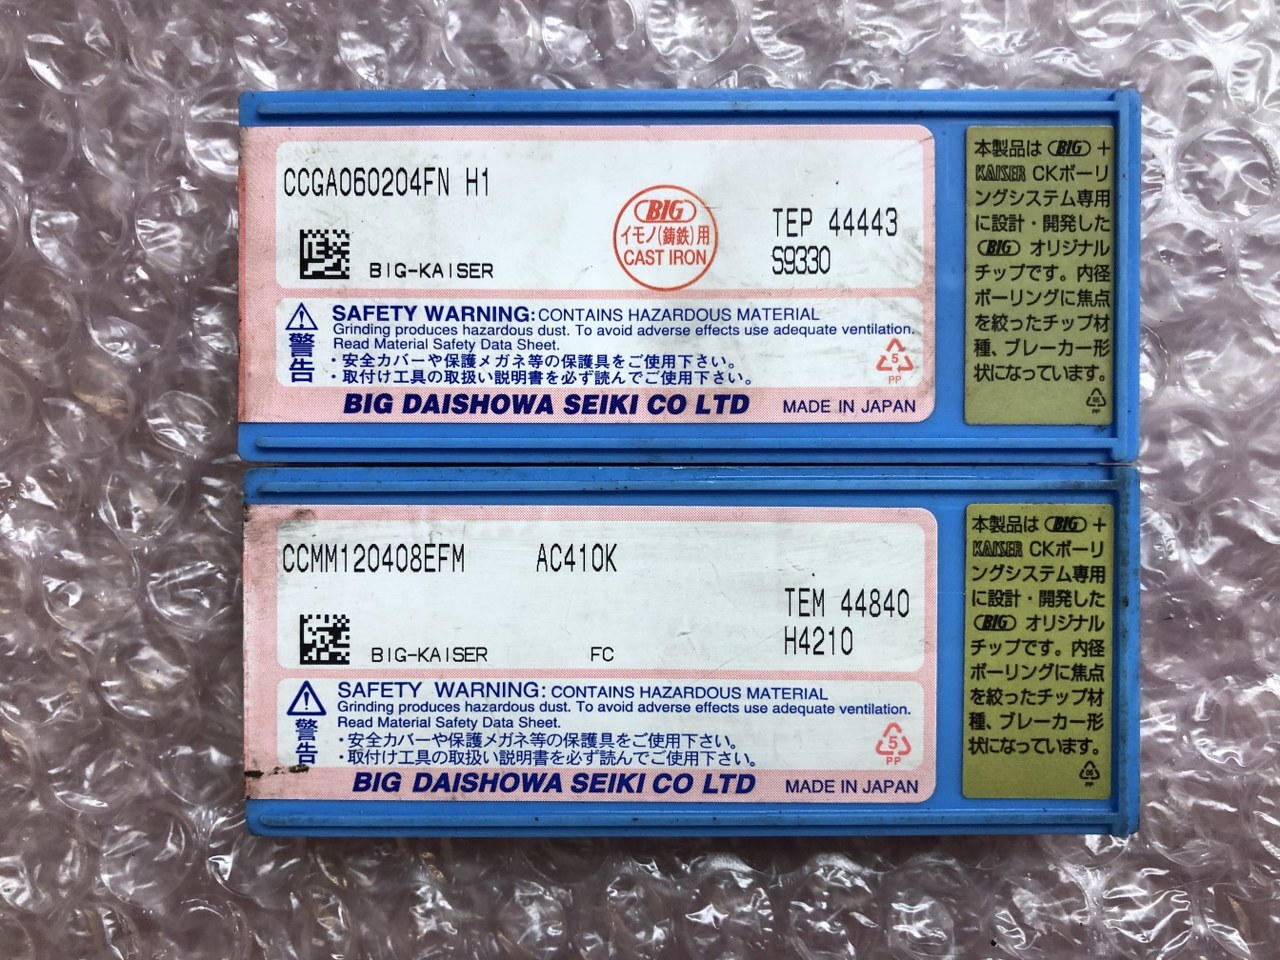 CCGA060204FN H1
BIG
イモノ(鋳鉄)用
CAST IRON
TEP 44443
S9330
BIG-KAISER
警告
SAFETY WARNING: CONTAINS HAZARDOUS MATERIAL
Grinding produces hazardous dust. To avoid adverse effects use adequate ventilation.
Read Material Safety Data Sheet.
・安全カバーや保護メガネ等の保護具をご使用下さい。
・取付け工具の取扱い説明書を必ず読んでご使用下さい。
5
PP
BIG DAISHOWA SEIKI CO LTD
MADE IN JAPAN
本製品は BIG +
KAISER CKボーリ
ングシステム専用
に設計・開発した
BIG オリジナル
チップです。内径
ボーリングに焦点
を絞ったチップ材
種、ブレーカー形
状になっています。
PP
CCMM120408EFM AC410K
TEM 44840
H4210
BIG-KAISER FC
警告
SAFETY WARNING: CONTAINS HAZARDOUS MATERIAL
Grinding produces hazardous dust. To avoid adverse effects use adequate ventilation.
Read Material Safety Data Sheet.
・安全カバーや保護メガネ等の保護具をご使用下さい。
・取付け工具の取扱い説明書を必ず読んでご使用下さい。
5
PP
BIG DAISHOWA SEIKI CO LTD
MADE IN JAPAN
本製品は BIG +
KAISER CKボーリ
ングシステム専用
に設計・開発した
BIG オリジナル
チップです。内径
ボーリングに焦点
を絞ったチップ材
種、ブレーカー形
状になっています。
PP